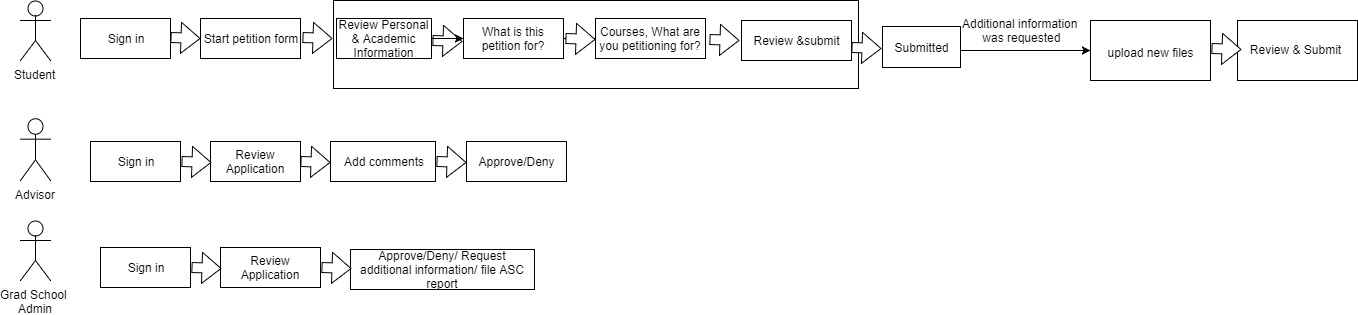 Student
Sign in
Start petition form
Review Personal
& Academic
Information
What is this
petition for?
Courses, What are
you petitioning for?
Review &submit
Submitted
Additional information
was requested
upload new files
Review & Submit
Advisor
Sign in
Review
Application
Add comments
Approve/Deny
Grad School
Admin
Sign in
Review
Application
Approve/Deny/ Request
additional information/ file ASC
report